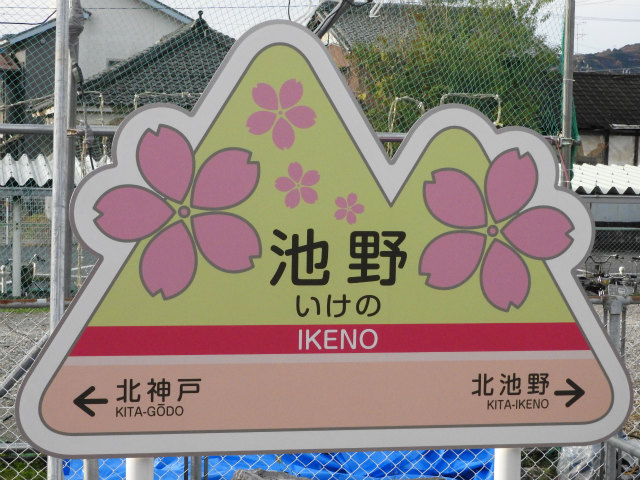 池野
いけの
IKENO
← 北神戸
KITA-GŌDO
北池野 →
KITA-IKENO